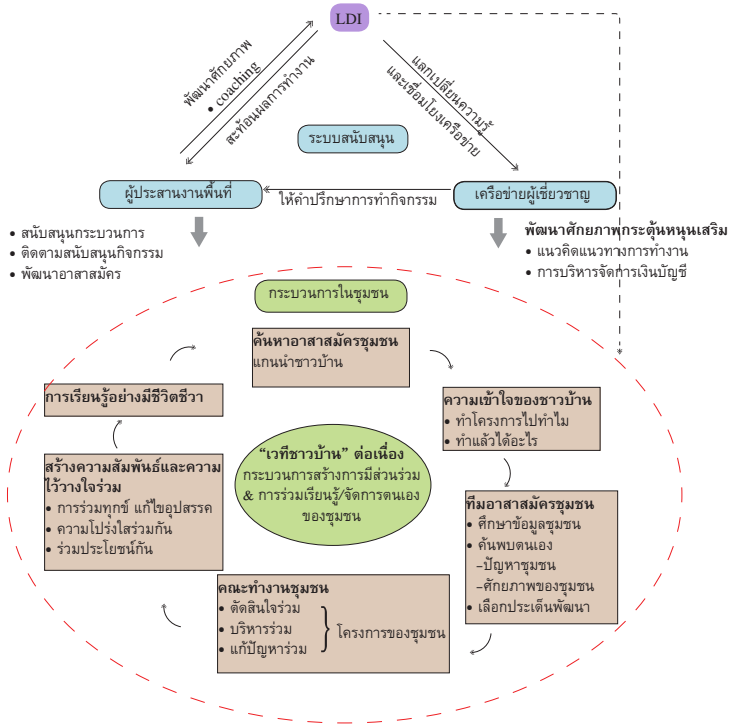 LDI
พัฒนาศักยภาพ
• coaching
สะท้อนผลการทำงาน
แลกเปลี่ยนความรู้
และเชื่อมโยงเครือข่าย
ระบบสนับสนุน
ผู้ประสานงานพื้นที่
ให้คำปรึกษาการทำกิจกรรม
เครือข่ายผู้เชี่ยวชาญ
• สนับสนุนกระบวนการ
• ติดตามสนับสนุนกิจกรรม
• พัฒนาอาสาสมัคร
พัฒนาศักยภาพกระตุ้นหนุนเสริม
• แนวคิดแนวทางการทำงาน
• การบริหารจัดการเงินบัญชี
กระบวนการในชุมชน
ค้นหาอาสาสมัครชุมชน
แกนนำชาวบ้าน
ความเข้าใจของชาวบ้าน
• ทำโครงการไปทำไม
• ทำแล้วได้อะไร
ทีมอาสาสมัครชุมชน
• ศึกษาข้อมูลชุมชน
• ค้นพบตนเอง
–ปัญหาชุมชน
–ศักยภาพของชุมชน
• เลือกประเด็นพัฒนา
คณะทำงานชุมชน
• ตัดสินใจร่วม
• บริหารร่วม
• แก้ปัญหาร่วม
} โครงการของชุมชน
สร้างความสัมพันธ์และความ
ไว้วางใจร่วม
• การร่วมทุกข์ แก้ไขอุปสรรค
• ความโปร่งใสร่วมกัน
• ร่วมประโยชน์กัน
การเรียนรู้อย่างมีชีวิตชีวา
“เวทีชาวบ้าน” ต่อเนื่อง
กระบวนการสร้างการมีส่วนร่วม
& การร่วมเรียนรู้/จัดการตนเอง
ของชุมชน